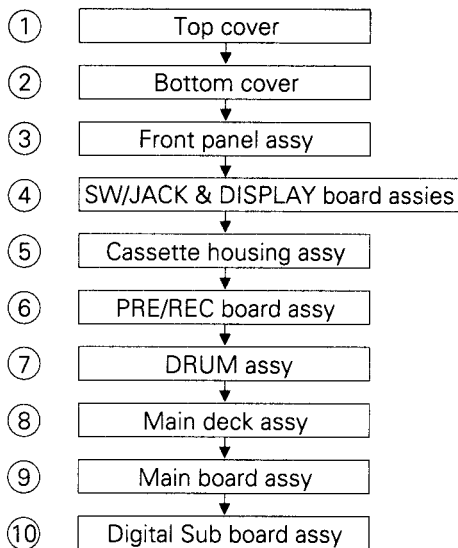 ① Top cover
② Bottom cover
③ Front panel assy
④ SW/JACK & DISPLAY board assies
⑤ Cassette housing assy
⑥ PRE/REC board assy
⑦ DRUM assy
⑧ Main deck assy
⑨ Main board assy
⑩ Digital Sub board assy